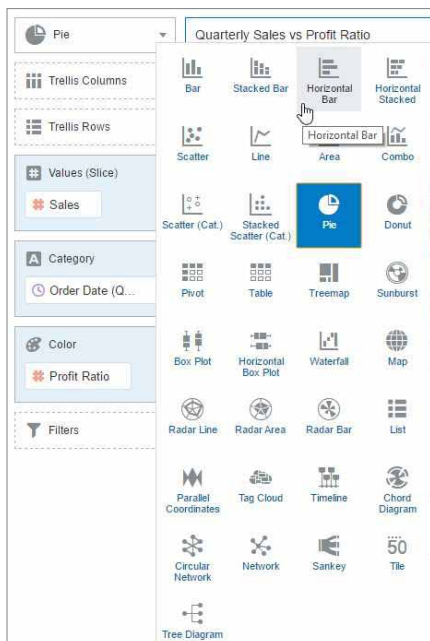 Pie
Quarterly Sales vs Profit Ratio
Trellis Columns
Trellis Rows
Values (Slice)
Sales
Category
Order Date (Q...
Color
Profit Ratio
Filters
Bar
Stacked Bar
Horizontal
Bar
Horizontal
Stacked
Horizontal Bar
Scatter
Line
Area
Combo
Scatter (Cat.)
Stacked
Scatter (Cat.)
Pie
Donut
Pivot
Table
Treemap
Sunburst
Box Plot
Horizontal
Box Plot
Waterfall
Map
Radar Line
Radar Area
Radar Bar
List
Parallel
Coordinates
Tag Cloud
Timeline
Chord
Diagram
Circular
Network
Network
Sankey
50
Tile
Tree Diagram